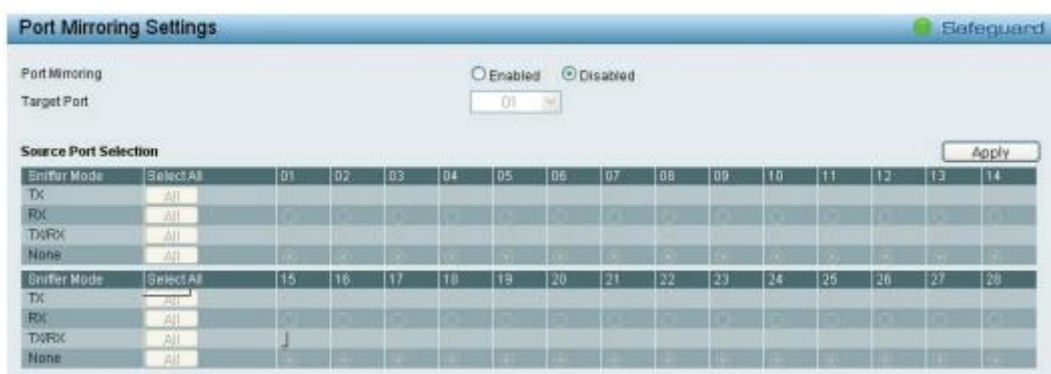 Port Mirroring Settings Safeguard
Port Mirroring Enabled Disabled
Target Port 01
Source Port Selection Apply
Sniffer Mode Select All 01 02 03 04 05 06 07 08 09 10 11 12 13 14
TX All
RX All
TX/RX All
None All
Sniffer Mode Select All 15 16 17 18 19 20 21 22 23 24 25 26 27 28
TX All
RX All
TX/RX All
None All